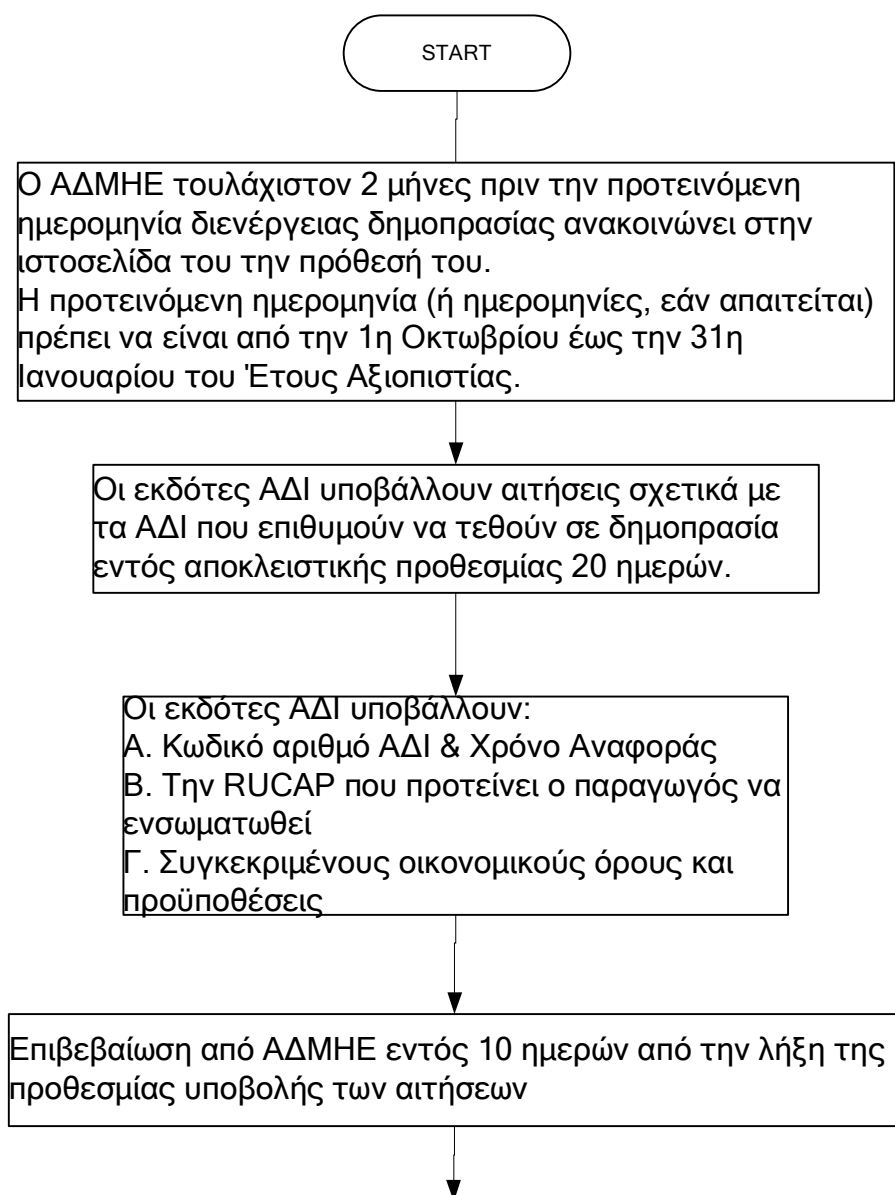 START
Ο ΑΔΜΗΕ τουλάχιστον 2 μήνες πριν την προτεινόμενη
ημερομηνία διενέργειας δημοπρασίας ανακοινώνει στην
ιστοσελίδα του την πρόθεσή του.
Η προτεινόμενη ημερομηνία (ή ημερομηνίες, εάν απαιτείται)
πρέπει να είναι από την 1η Οκτωβρίου έως την 31η
Ιανουαρίου του Έτους Αξιοπιστίας.
Οι εκδότες ΑΔΙ υποβάλλουν αιτήσεις σχετικά με
τα ΑΔΙ που επιθυμούν να τεθούν σε δημοπρασία
εντός αποκλειστικής προθεσμίας 20 ημερών.
Οι εκδότες ΑΔΙ υποβάλλουν:
Α. Κωδικό αριθμό ΑΔΙ & Χρόνο Αναφοράς
Β. Την RUCAP που προτείνει ο παραγωγός να
ενσωματωθεί
Γ. Συγκεκριμένους οικονομικούς όρους και
προϋποθέσεις
Επιβεβαίωση από ΑΔΜΗΕ εντός 10 ημερών από την λήξη της
προθεσμίας υποβολής των αιτήσεων